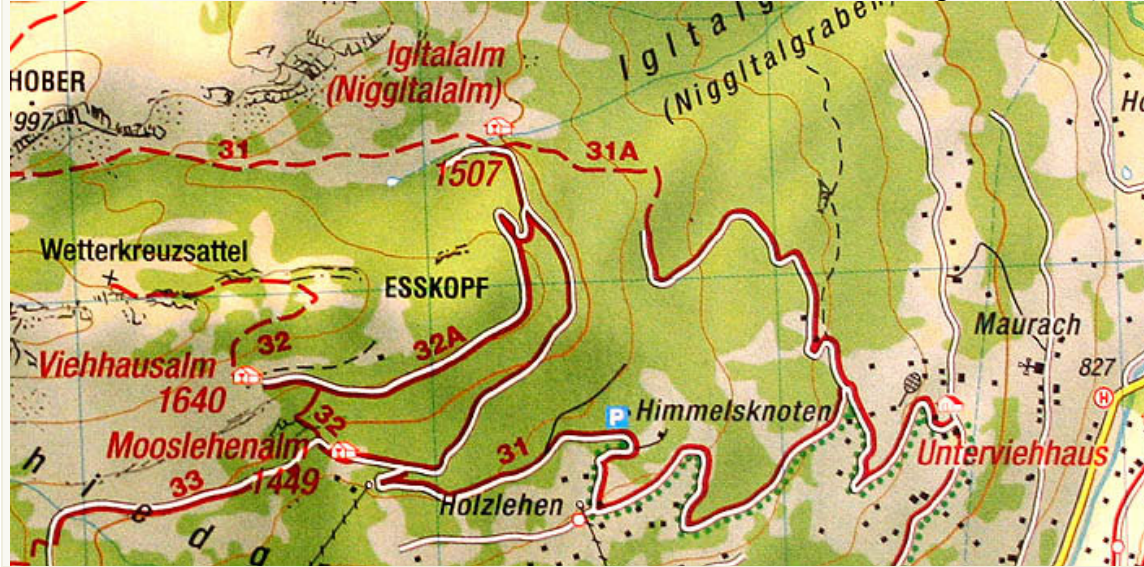 Igltalg
Igltalalm
(Niggltalalm)
(Niggltalgraben)
HOBER
1997
31
31A
1507
Wetterkreuzsattel
ESSKOPF
Maurach
32
32A
Viehhausalm
1640
827
H
P
Himmelsknoten
32
Mooslehenalm
1449
31
Unterviehhaus
33
Holzlehen
h
i
e
d
a